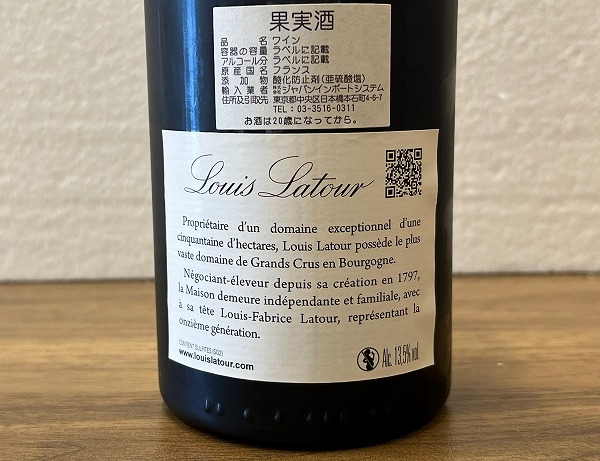 果実酒
品名 ワイン
容器の容量 ラベルに記載
アルコール分 ラベルに記載
原産国名 フランス
添加物 酸化防止剤(亜硫酸塩)
輸入業者 株式会社ジャパンインポートシステム
住所及引取先 東京都中央区日本橋本石町4-6-7
TEL:03-3516-0311
お酒は20歳になってから。
Louis Latour
Propriétaire d'un domaine exceptionnel d'une
cinquantaine d'hectares, Louis Latour possède le plus
vaste domaine de Grands Crus en Bourgogne.
Négociant-éleveur depuis sa création en 1797,
la Maison demeure indépendante et familiale, avec
à sa tête Louis-Fabrice Latour, représentant la
onzième génération.
CONTENT SULFITES (SO2)
www.louislatour.com
Alc. 13,5% vol.